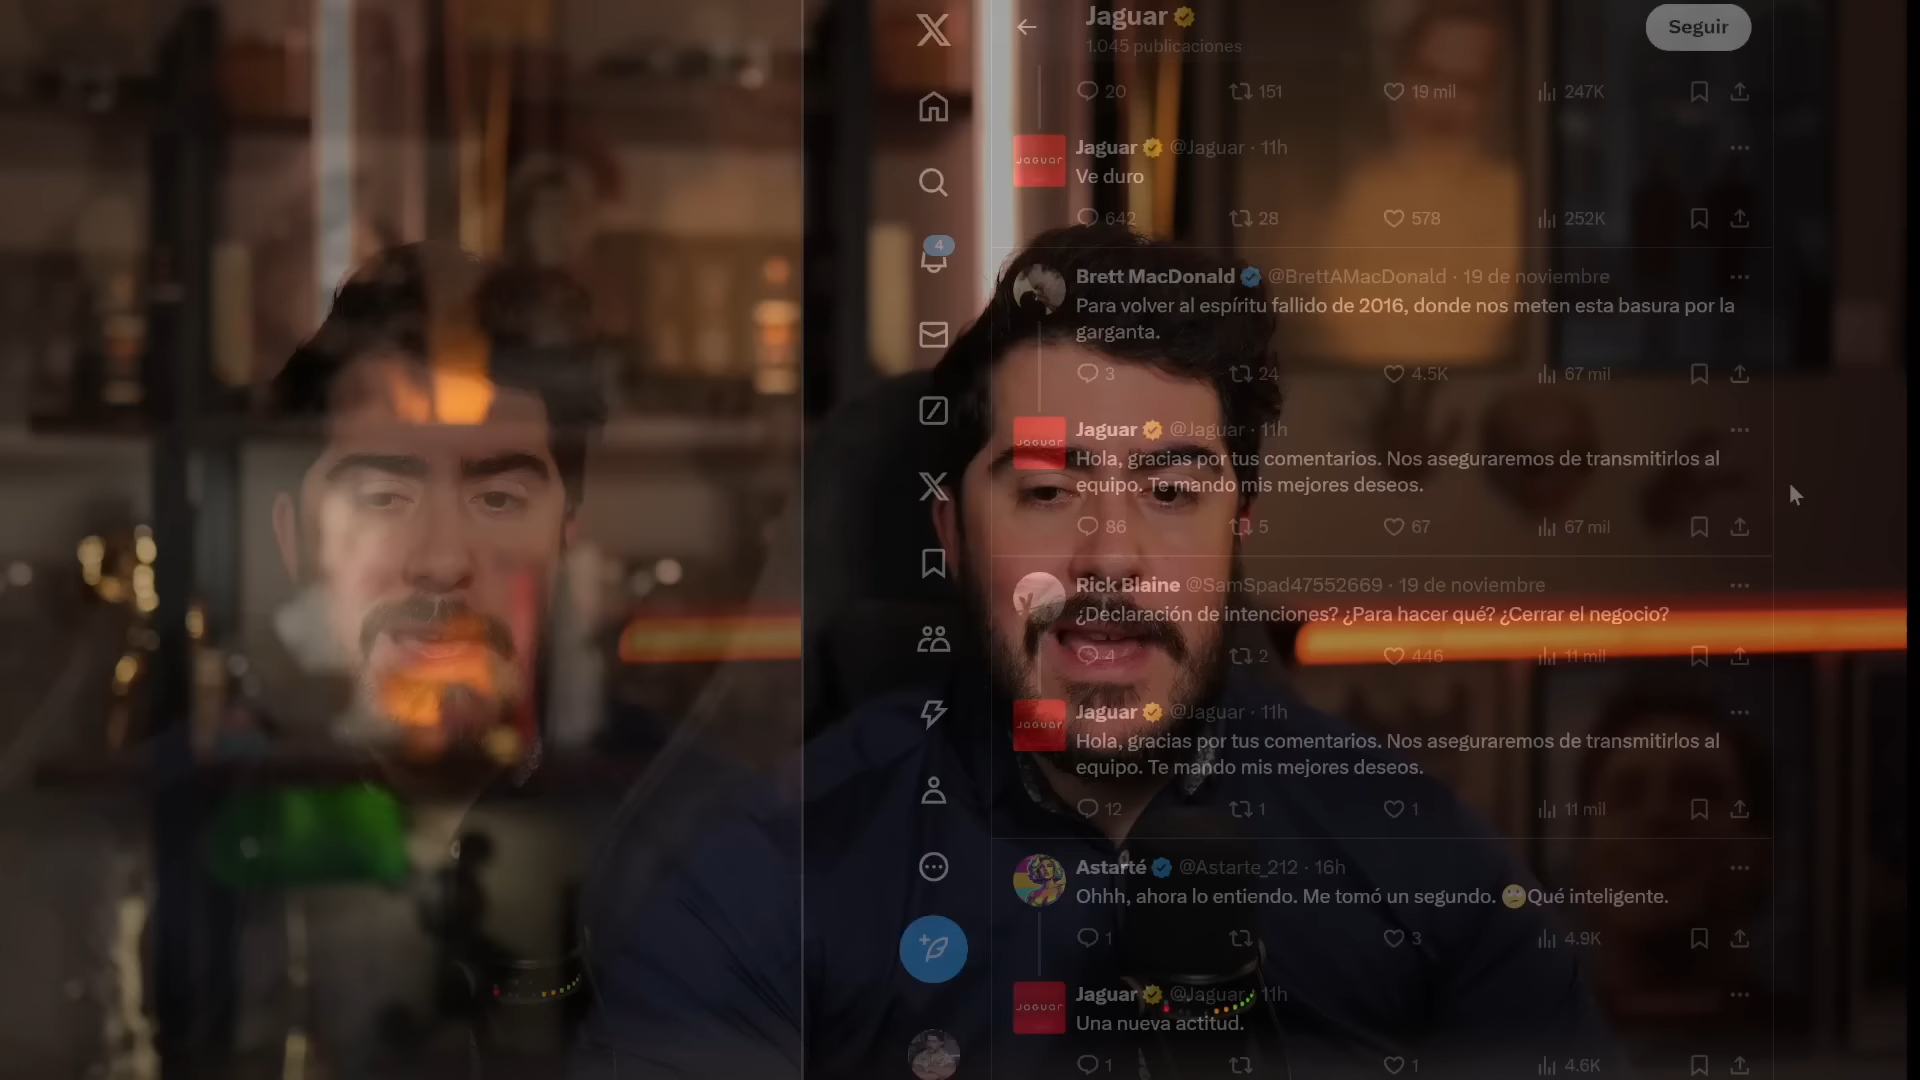 Jaguar
Seguir
1.045 publicaciones
20 151 19 mil 247K
Jaguar @Jaguar · 11h
JaGUar
Ve duro
642 28 578 252K
4
Brett MacDonald @BrettAMacDonald · 19 de noviembre
Para volver al espíritu fallido de 2016, donde nos meten esta basura por la
garganta.
3 24 4.5K 67 mil
Jaguar @Jaguar · 11h
JaGUar
Hola, gracias por tus comentarios. Nos aseguraremos de transmitirlos al
equipo. Te mando mis mejores deseos.
86 5 67 67 mil
Rick Blaine @SamSpad47552669 · 19 de noviembre
¿Declaración de intenciones? ¿Para hacer qué? ¿Cerrar el negocio?
4 2 446 11 mil
Jaguar @Jaguar · 11h
JaGUar
Hola, gracias por tus comentarios. Nos aseguraremos de transmitirlos al
equipo. Te mando mis mejores deseos.
12 1 1 11 mil
Astarté @Astarte_212 · 16h
Ohhh, ahora lo entiendo. Me tomó un segundo. 🙄Qué inteligente.
1 3 4.9K
Jaguar @Jaguar · 11h
JaGUar
Una nueva actitud.
1 1 4.6K